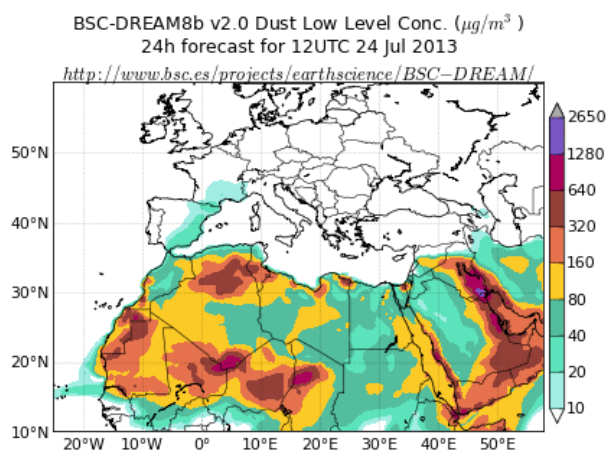 BSC-DREAM8b v2.0 Dust Low Level Conc. (μg/m³ )
24h forecast for 12UTC 24 Jul 2013
http://www.bsc.es/projects/earthscience/BSC−DREAM/
50°N
40°N
30°N
20°N
10°N
20°W 10°W 0° 10°E 20°E 30°E 40°E 50°E
2650
1280
640
320
160
80
40
20
10